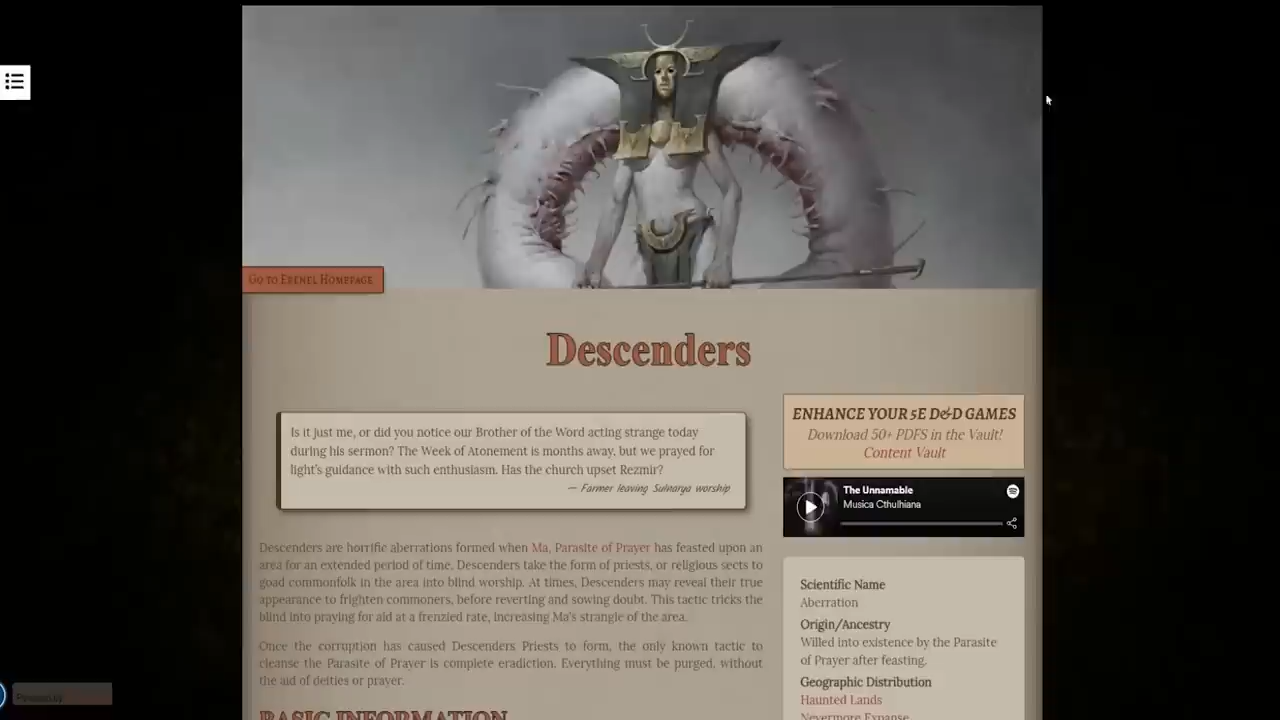 Go to Ebenel Homepage
Descenders
Is it just me, or did you notice our Brother of the Word acting strange today
during his sermon? The Week of Atonement is months away, but we prayed for
light's guidance with such enthusiasm. Has the church upset Rezmir?
— Farmer leaving Sulnarya worship
Descenders are horrific aberrations formed when Ma, Parasite of Prayer has feasted upon an
area for an extended period of time. Descenders take the form of priests, or religious sects to
goad commonfolk in the area into blind worship. At times, Descenders may reveal their true
appearance to frighten commoners, before reverting and sowing doubt. This tactic tricks the
blind into praying for aid at a frenzied rate, increasing Ma's strangle of the area.
Once the corruption has caused Descenders Priests to form, the only known tactic to
cleanse the Parasite of Prayer is complete eradiction. Everything must be purged, without
the aid of deities or prayer.
BASIC INFORMATION
ENHANCE YOUR 5E D&D GAMES
Download 50+ PDFS in the Vault!
Content Vault
The Unnamable
Musica Cthulhiana
Scientific Name
Aberration
Origin/Ancestry
Willed into existence by the Parasite
of Prayer after feasting.
Geographic Distribution
Haunted Lands
Nevermore Expanse
Powered by